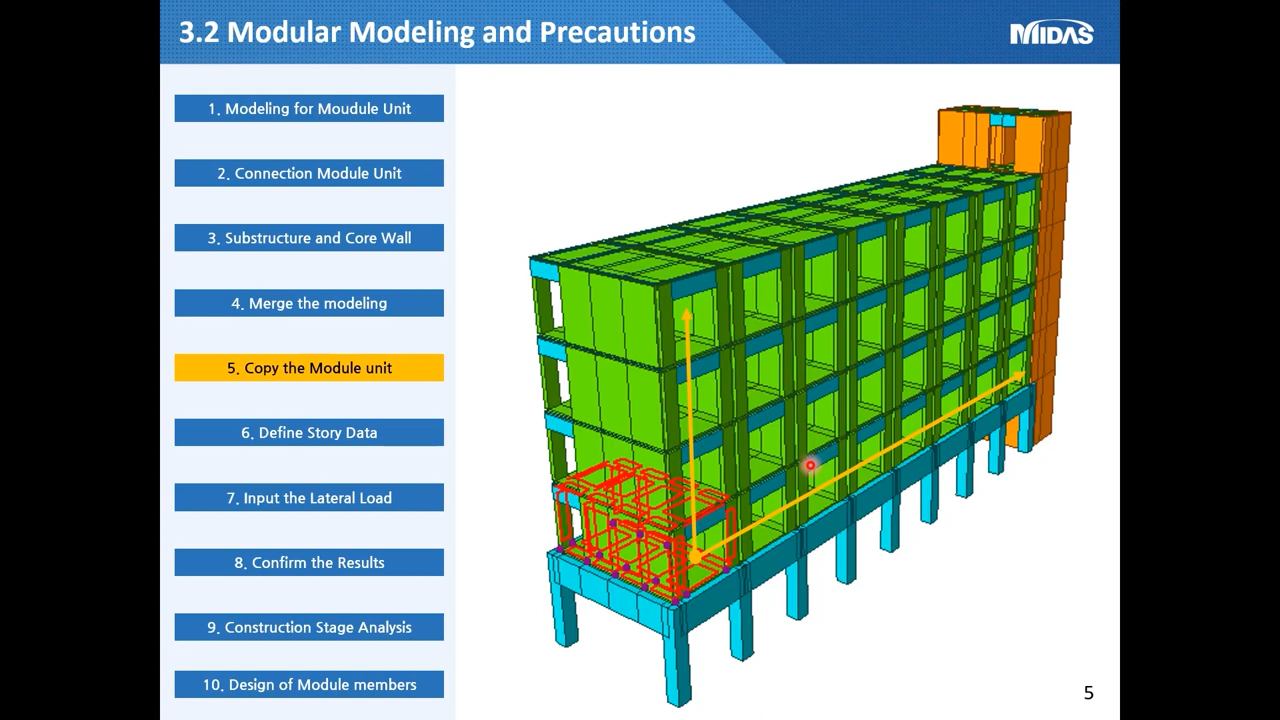 3.2 Modular Modeling and Precautions
MIDAS
1. Modeling for Moudule Unit
2. Connection Module Unit
3. Substructure and Core Wall
4. Merge the modeling
5. Copy the Module unit
6. Define Story Data
7. Input the Lateral Load
8. Confirm the Results
9. Construction Stage Analysis
10. Design of Module members
5